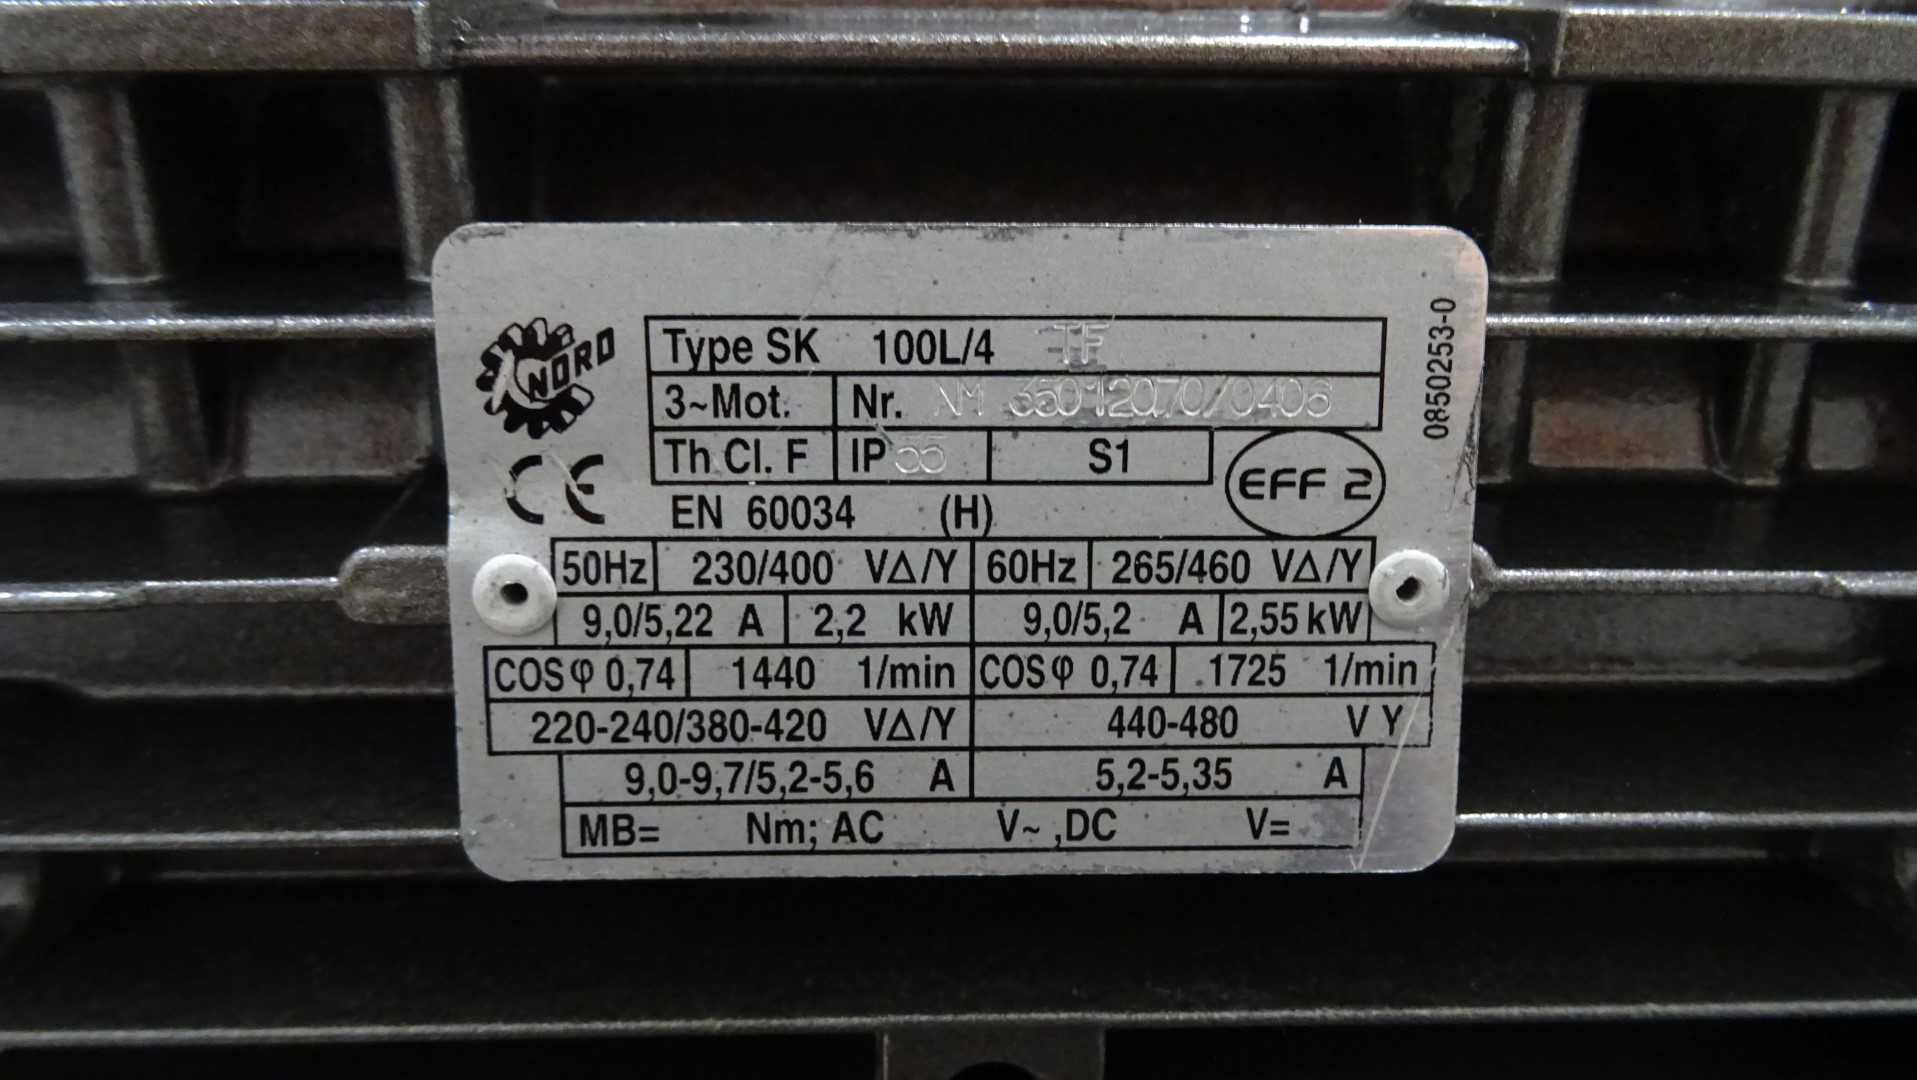 NORD
Type SK 100L/4 TF
3~Mot. Nr. NM 35012070/0406
Th Cl. F IP 55 S1
CE EN 60034 (H) EFF 2
50Hz 230/400 V△/Y 60Hz 265/460 V△/Y
9,0/5,22 A 2,2 kW 9,0/5,2 A 2,55 kW
COSφ 0,74 1440 1/min COSφ 0,74 1725 1/min
220-240/380-420 V△/Y 440-480 V Y
9,0-9,7/5,2-5,6 A 5,2-5,35 A
MB= Nm; AC V~ ,DC V=
0850253-0